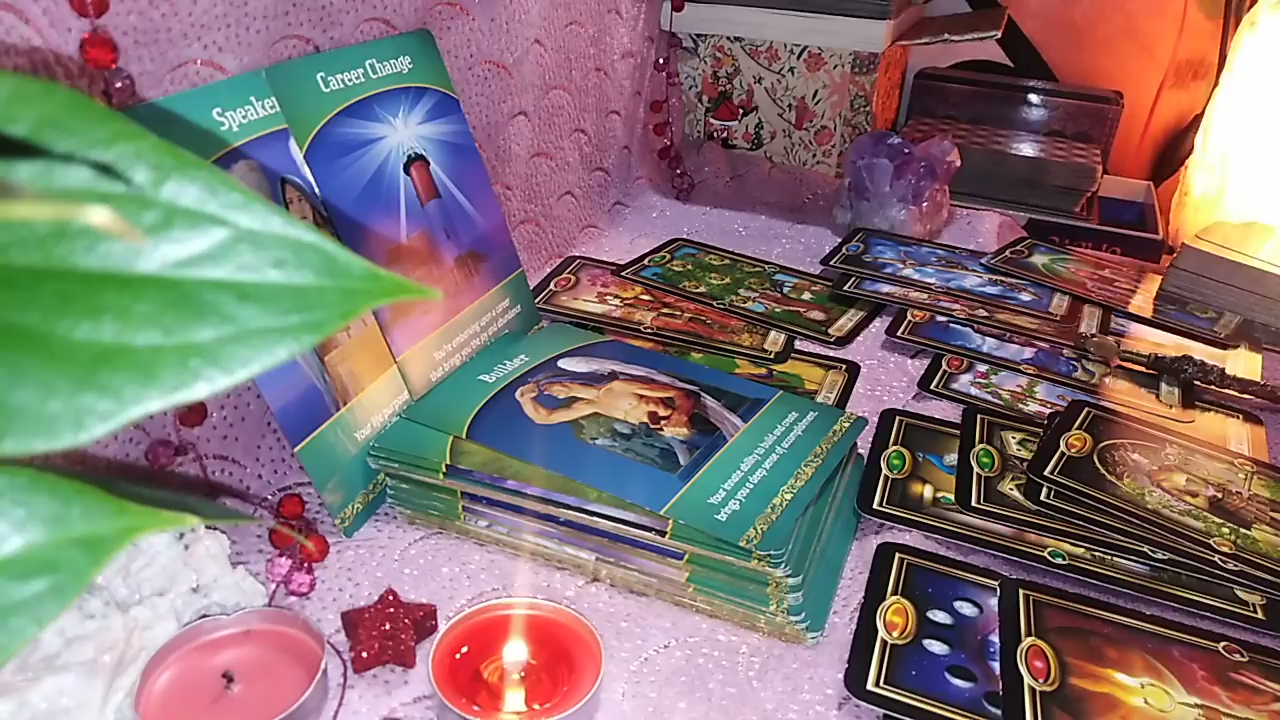 Career Change
Speaker
You're embarking upon a career
that brings you the joy and abundance
Your life purpose
Builder
Your innate ability to build and create
brings you a deep sense of accomplishment.